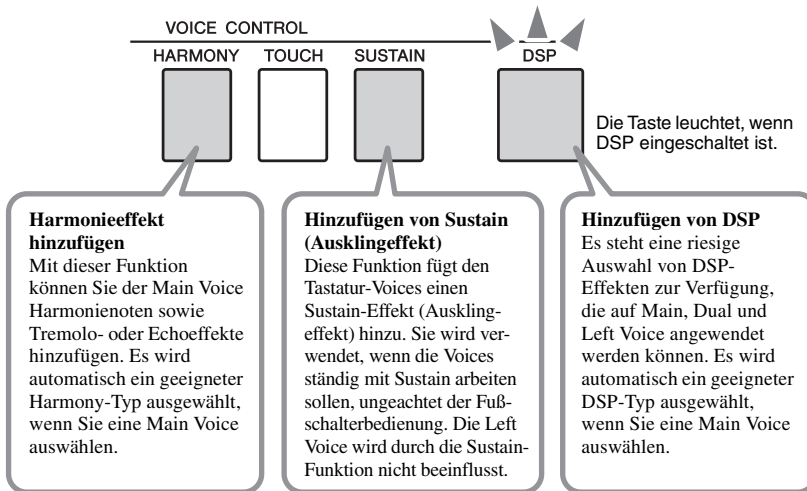 VOICE CONTROL
HARMONY TOUCH SUSTAIN DSP
Die Taste leuchtet, wenn
DSP eingeschaltet ist.
Harmonieeffekt
hinzufügen
Mit dieser Funktion
können Sie der Main Voice
Harmonienoten sowie
Tremolo- oder Echoeffekte
hinzufügen. Es wird
automatisch ein geeigneter
Harmony-Typ ausgewählt,
wenn Sie eine Main Voice
auswählen.
Hinzufügen von Sustain
(Ausklingeffekt)
Diese Funktion fügt den
Tastatur-Voices einen
Sustain-Effekt (Auskling-
effekt) hinzu. Sie wird ver-
wendet, wenn die Voices
ständig mit Sustain arbeiten
sollen, ungeachtet der Fuß-
schalterbedienung. Die Left
Voice wird durch die Sustain-
Funktion nicht beeinflusst.
Hinzufügen von DSP
Es steht eine riesige
Auswahl von DSP-
Effekten zur Verfügung,
die auf Main, Dual und
Left Voice angewendet
werden können. Es wird
automatisch ein geeigneter
DSP-Typ ausgewählt,
wenn Sie eine Main Voice
auswählen.